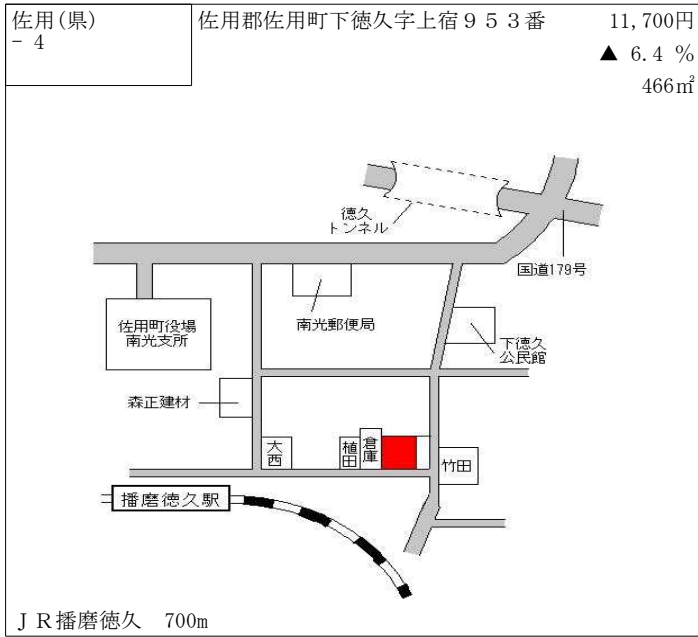 佐用(県)
－ 4
佐用郡佐用町下徳久字上宿９５３番
11,700円
▲ 6.4 %
466㎡
徳久
トンネル
国道179号
佐用町役場
南光支所
南光郵便局
下徳久
公民館
森正建材
大西
植田
倉庫
竹田
播磨徳久駅
ＪＲ播磨徳久　700m